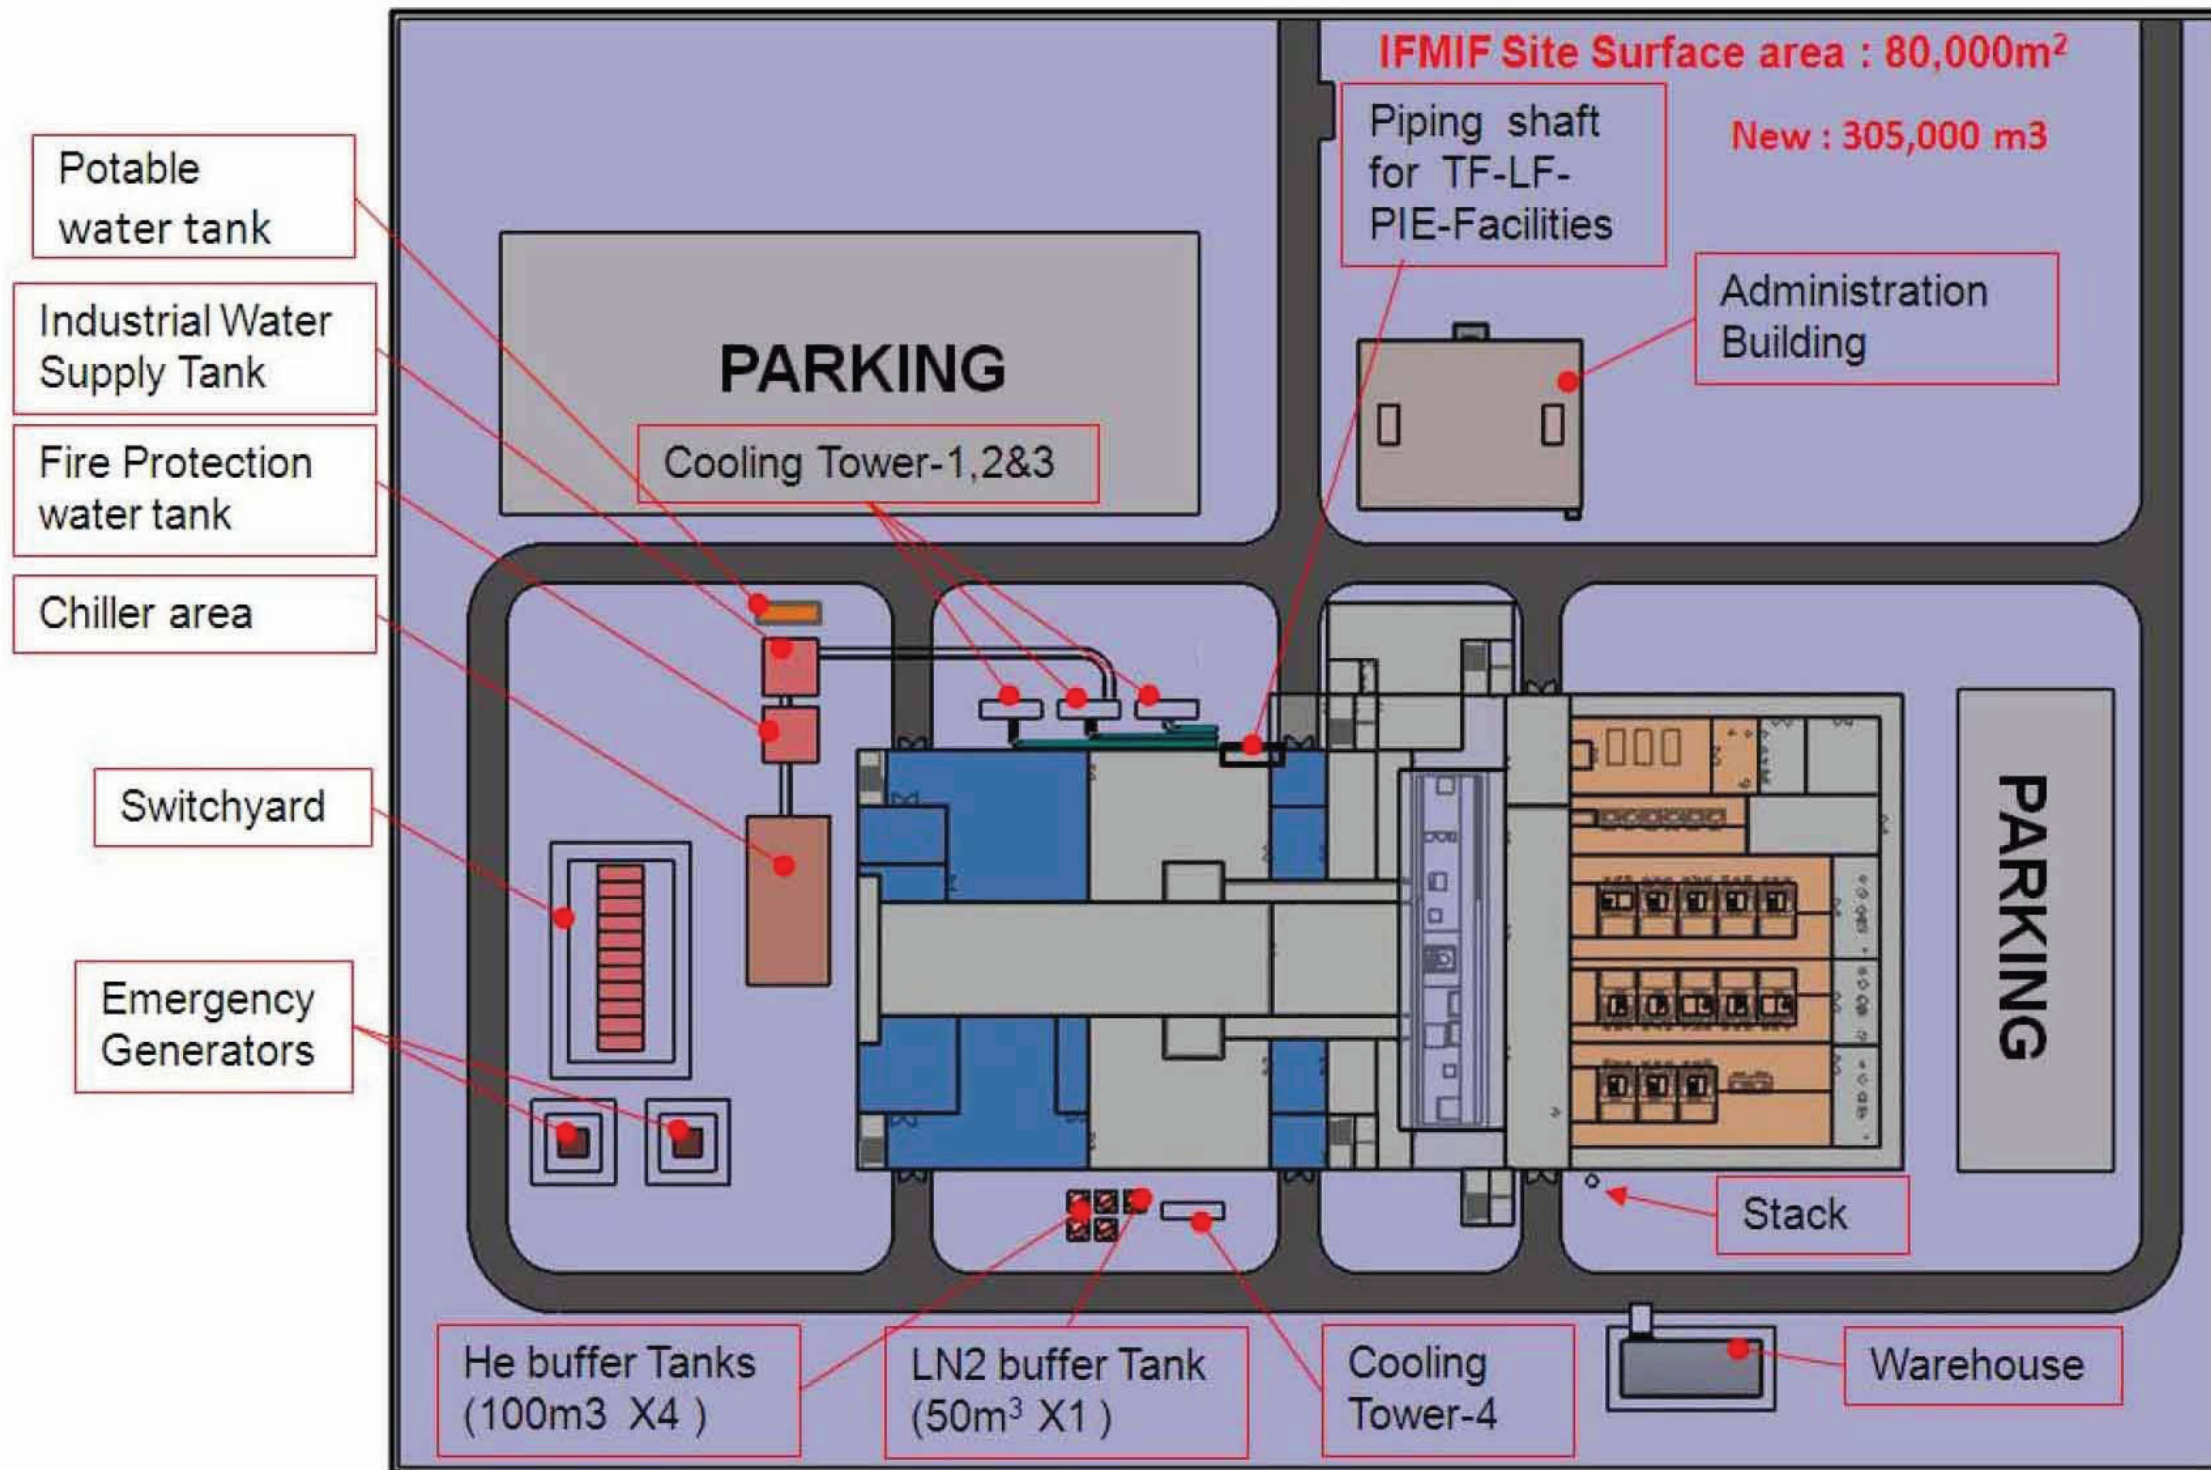 IFMIF Site Surface area : 80,000m²
New : 305,000 m3
Piping shaft
for TF-LF-
PIE-Facilities
Potable
water tank
Administration
Building
Industrial Water
Supply Tank
PARKING
Cooling Tower-1,2&3
Fire Protection
water tank
Chiller area
Switchyard
PARKING
Emergency
Generators
Stack
He buffer Tanks
(100m3 X4 )
LN2 buffer Tank
(50m³ X1 )
Cooling
Tower-4
Warehouse